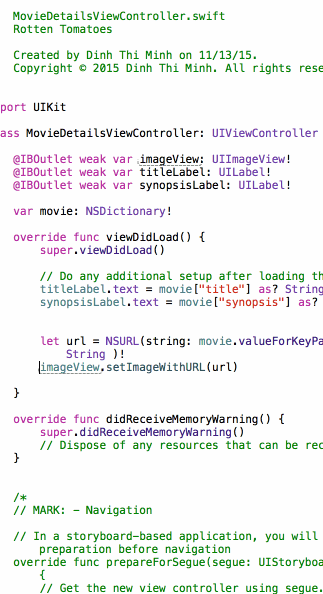 MovieDetailsViewController.swift
Rotten Tomatoes
Created by Dinh Thi Minh on 11/13/15.
Copyright © 2015 Dinh Thi Minh. All rights rese
port UIKit
ass MovieDetailsViewController: UIViewController
@IBOutlet weak var imageView: UIImageView!
@IBOutlet weak var titleLabel: UILabel!
@IBOutlet weak var synopsisLabel: UILabel!
var movie: NSDictionary!
override func viewDidLoad() {
super.viewDidLoad()
// Do any additional setup after loading th
titleLabel.text = movie["title"] as? String
synopsisLabel.text = movie["synopsis"] as?
let url = NSURL(string: movie.valueForKeyPa
String )!
imageView.setImageWithURL(url)
}
override func didReceiveMemoryWarning() {
super.didReceiveMemoryWarning()
// Dispose of any resources that can be rec
}
/*
// MARK: - Navigation
// In a storyboard-based application, you will
preparation before navigation
override func prepareForSegue(segue: UIStoryboa
{
// Get the new view controller using segue.